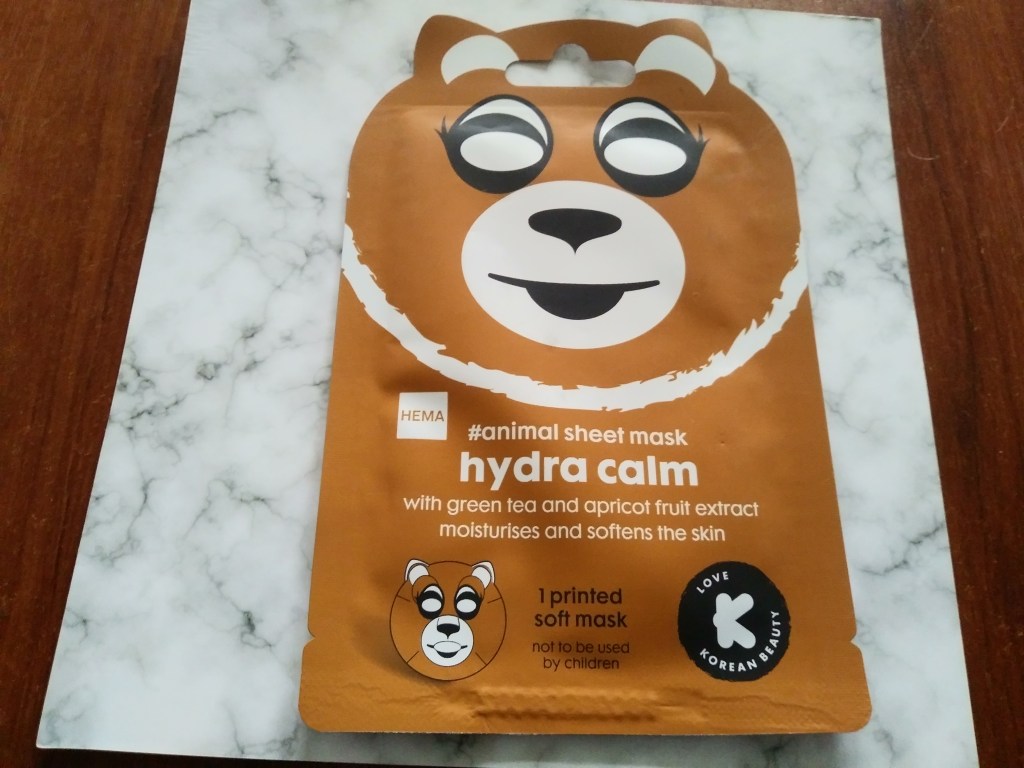 HEMA
#animal sheet mask
hydra calm
with green tea and apricot fruit extract
moisturises and softens the skin
1 printed
soft mask
not to be used
by children
LOVE
K
KOREAN BEAUTY